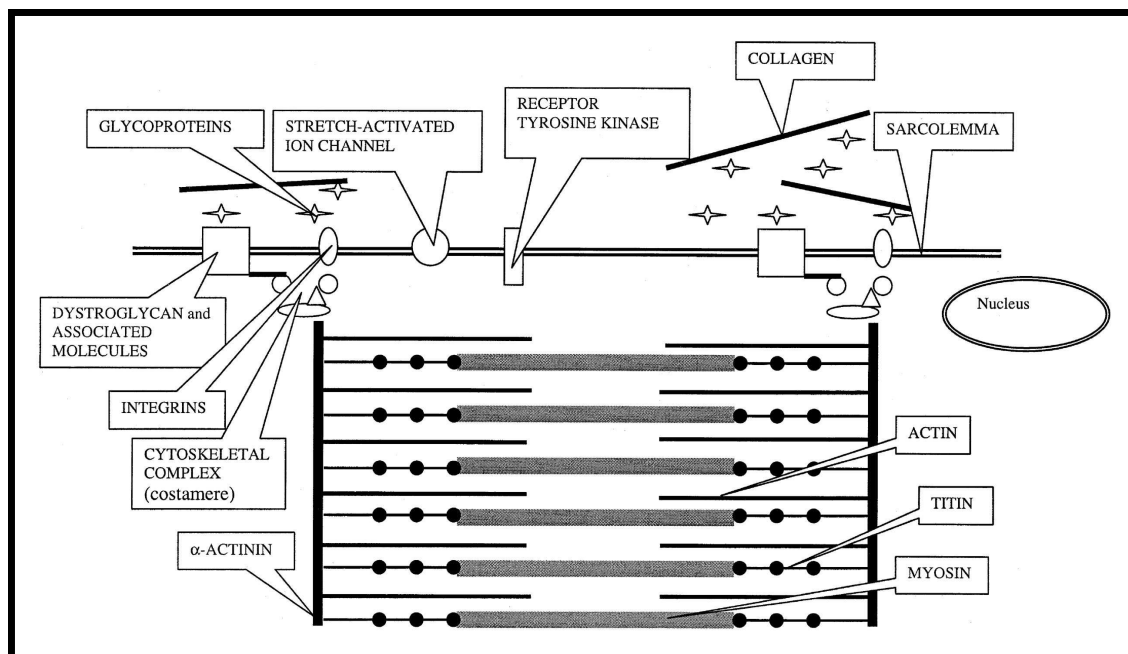 COLLAGEN
RECEPTOR
TYROSINE KINASE
GLYCOPROTEINS
STRETCH-ACTIVATED
ION CHANNEL
SARCOLEMMA
DYSTROGLYCAN and
ASSOCIATED
MOLECULES
Nucleus
INTEGRINS
CYTOSKELETAL
COMPLEX
(costamere)
ACTIN
TITIN
α-ACTININ
MYOSIN